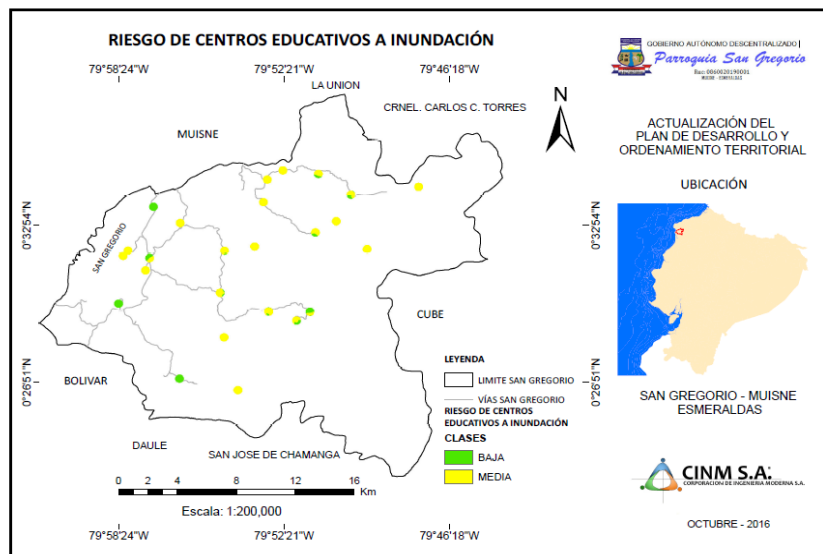 RIESGO DE CENTROS EDUCATIVOS A INUNDACIÓN
79°58'24"W
79°52'21"W
79°46'18"W
LA UNION
CRNEL. CARLOS C. TORRES
MUISNE
N
0°32'54"N
0°32'54"N
SAN GREGORIO
CUBE
0°26'51"N
0°26'51"N
BOLIVAR
DAULE
SAN JOSE DE CHAMANGA
LEYENDA
LIMITE SAN GREGORIO
VÍAS SAN GREGORIO
RIESGO DE CENTROS
EDUCATIVOS A INUNDACIÓN
CLASES
BAJA
MEDIA
0 2 4 8 12 16
Km
Escala: 1:200,000
79°58'24"W
79°52'21"W
79°46'18"W
GOBIERNO AUTÓNOMO DESCENTRALIZADO
Parroquia San Gregorio
Ruc: 0860020190001
MUISNE - ESMERALDAS
ACTUALIZACIÓN DEL
PLAN DE DESARROLLO Y
ORDENAMIENTO TERRITORIAL
UBICACIÓN
SAN GREGORIO - MUISNE
ESMERALDAS
CINM S.A.
CORPORACION DE INGENIERIA MODERNA S.A.
OCTUBRE - 2016